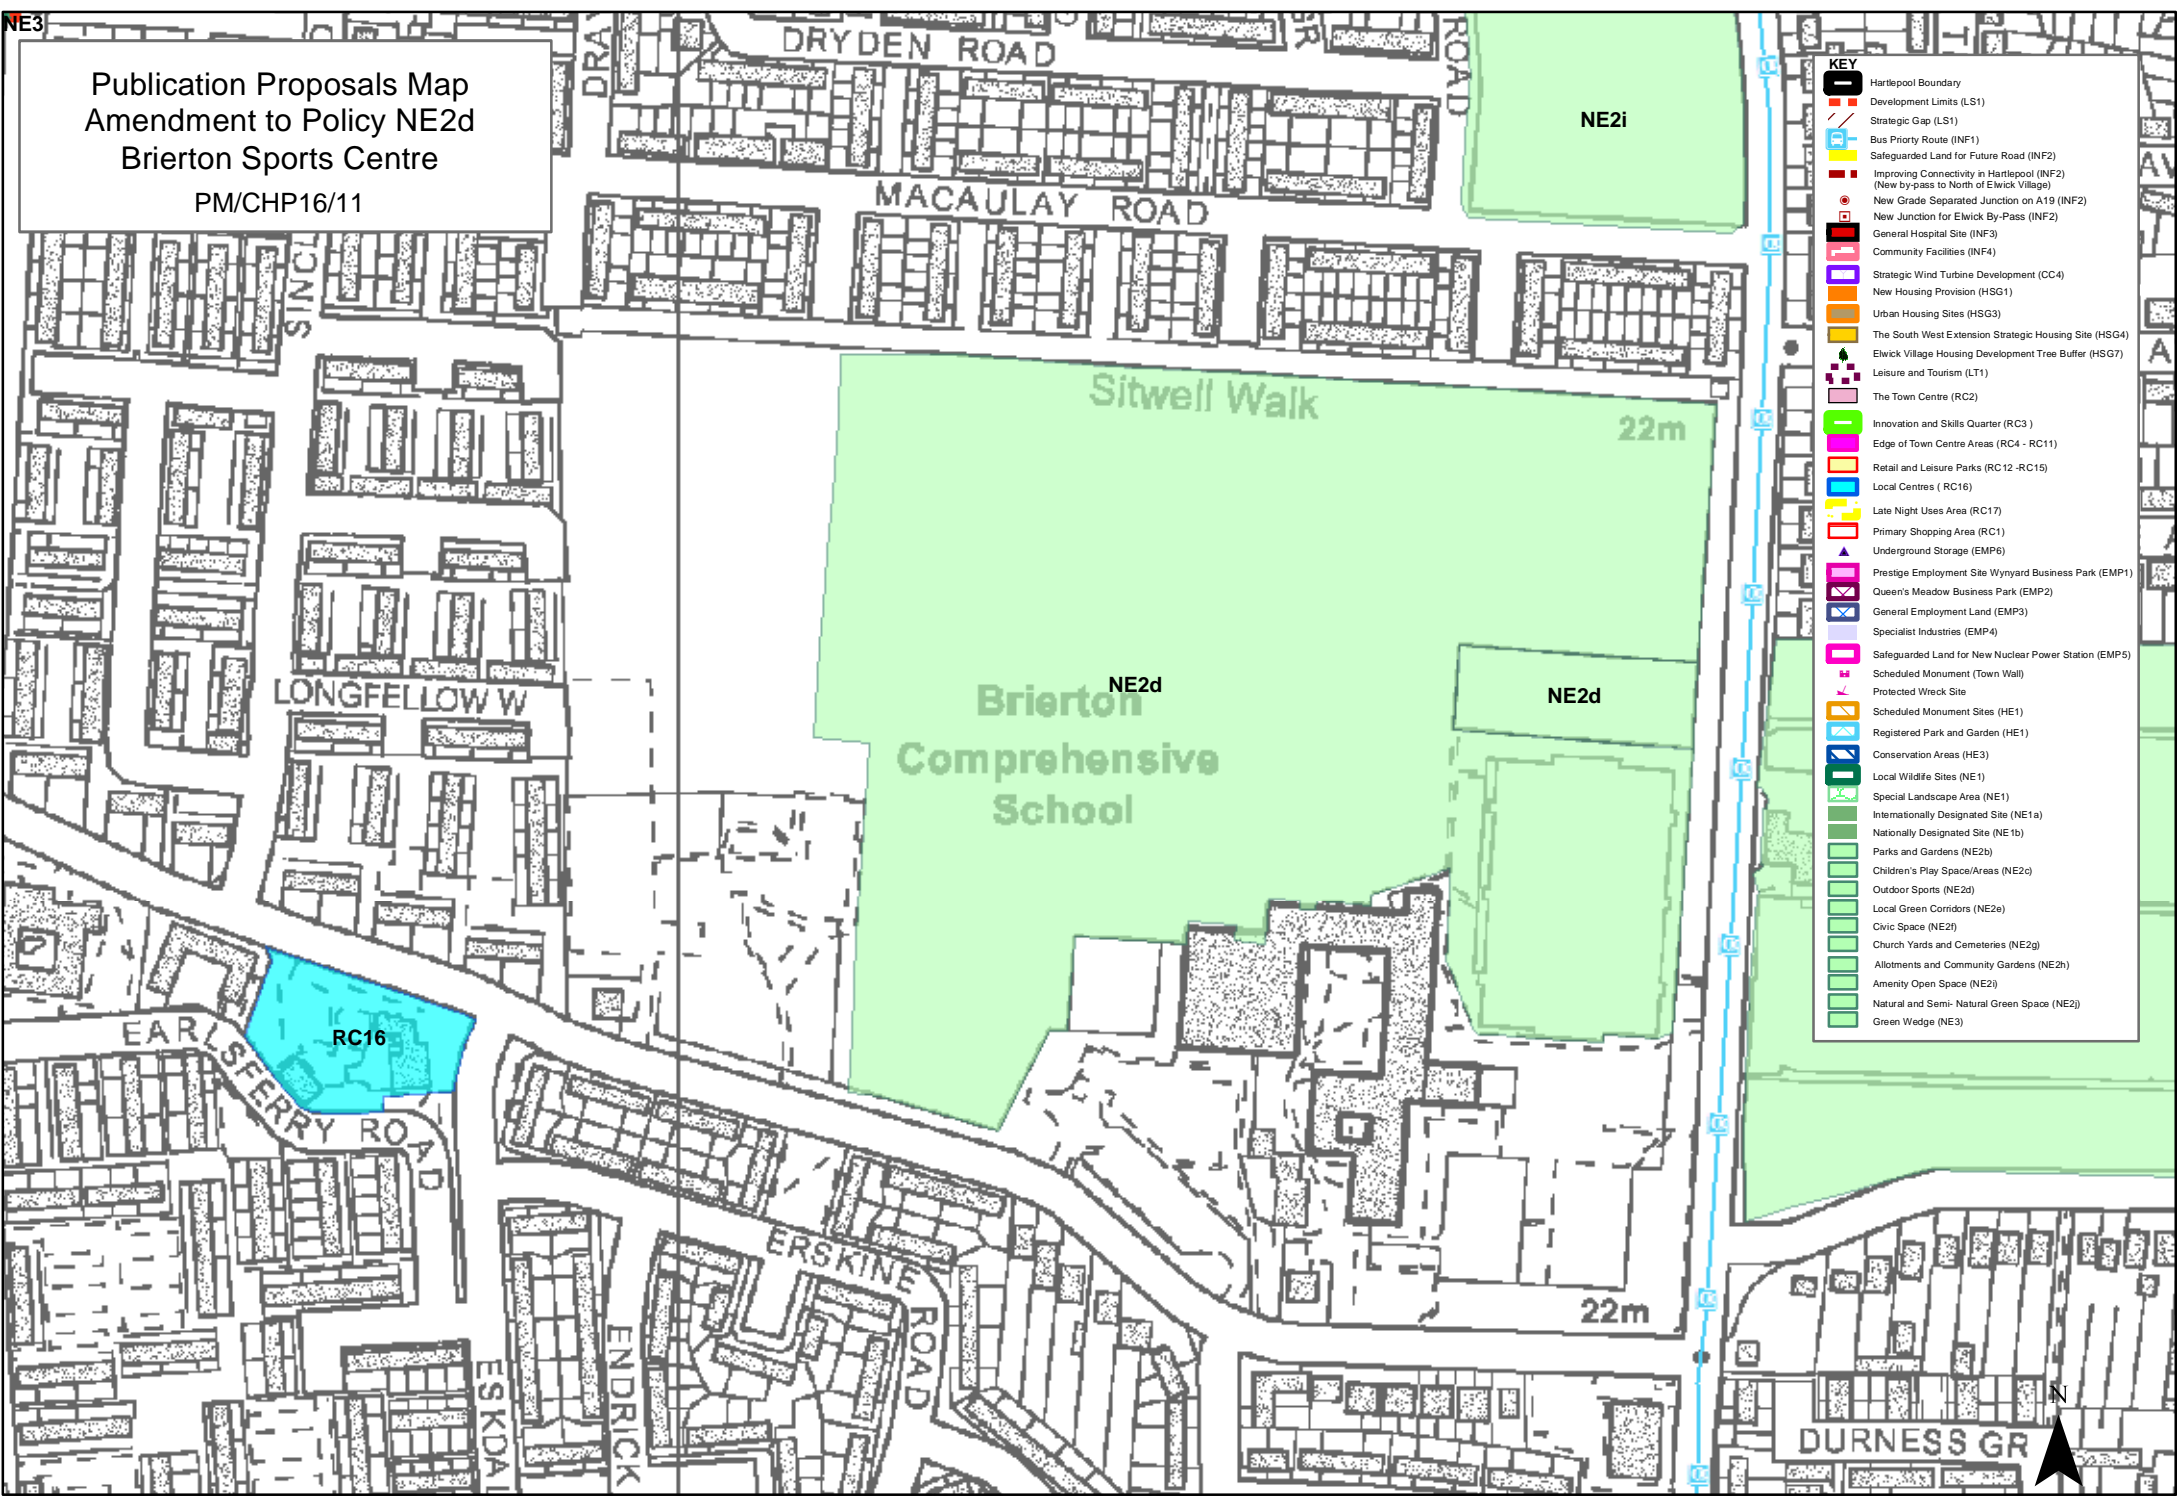 NE3
Publication Proposals Map
Amendment to Policy NE2d
Brierton Sports Centre
PM/CHP16/11
DRYDEN ROAD
ROAD
NE2i
MACAULAY ROAD
Sitwell Walk
22m
LONGFELLOW W
NE2d
NE2d
Brierton
Comprehensive
School
RC16
EARLSFERRY ROAD
ERSKINE ROAD
ENDRICK
ESKDAL
22m
DURNESS GR
N
KEY
Hartlepool Boundary
Development Limits (LS1)
Strategic Gap (LS1)
Bus Priorty Route (INF1)
Safeguarded Land for Future Road (INF2)
Improving Connectivity in Hartlepool (INF2)
(New by-pass to North of Elwick Village)
New Grade Separated Junction on A19 (INF2)
New Junction for Elwick By-Pass (INF2)
General Hospital Site (INF3)
Community Facilities (INF4)
Strategic Wind Turbine Development (CC4)
New Housing Provision (HSG1)
Urban Housing Sites (HSG3)
The South West Extension Strategic Housing Site (HSG4)
Elwick Village Housing Development Tree Buffer (HSG7)
Leisure and Tourism (LT1)
The Town Centre (RC2)
Innovation and Skills Quarter (RC3 )
Edge of Town Centre Areas (RC4 - RC11)
Retail and Leisure Parks (RC12 -RC15)
Local Centres ( RC16)
Late Night Uses Area (RC17)
Primary Shopping Area (RC1)
Underground Storage (EMP6)
Prestige Employment Site Wynyard Business Park (EMP1)
Queen's Meadow Business Park (EMP2)
General Employment Land (EMP3)
Specialist Industries (EMP4)
Safeguarded Land for New Nuclear Power Station (EMP5)
Scheduled Monument (Town Wall)
Protected Wreck Site
Scheduled Monument Sites (HE1)
Registered Park and Garden (HE1)
Conservation Areas (HE3)
Local Wildlife Sites (NE1)
Special Landscape Area (NE1)
Internationally Designated Site (NE1a)
Nationally Designated Site (NE1b)
Parks and Gardens (NE2b)
Children's Play Space/Areas (NE2c)
Outdoor Sports (NE2d)
Local Green Corridors (NE2e)
Civic Space (NE2f)
Church Yards and Cemeteries (NE2g)
Allotments and Community Gardens (NE2h)
Amenity Open Space (NE2i)
Natural and Semi- Natural Green Space (NE2j)
Green Wedge (NE3)